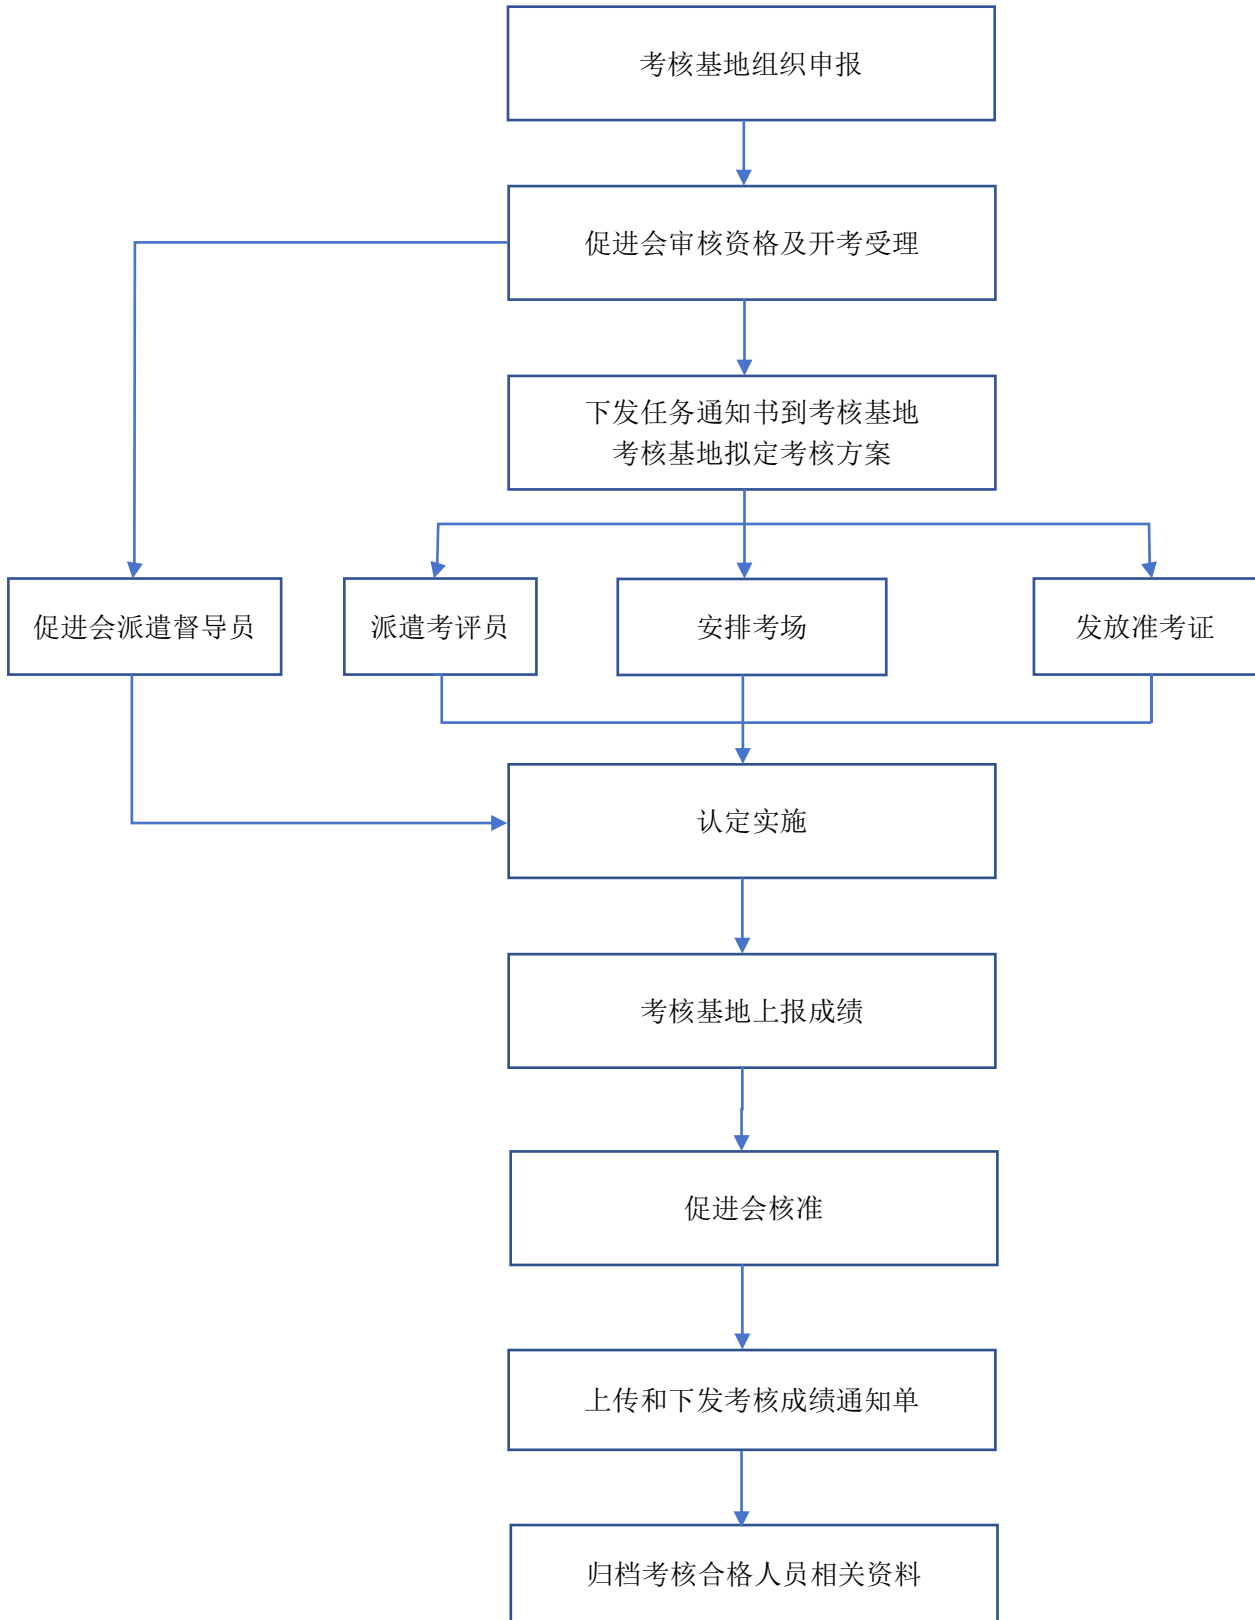 考核基地组织申报
促进会审核资格及开考受理
下发任务通知书到考核基地
考核基地拟定考核方案
促进会派遣督导员
派遣考评员
安排考场
发放准考证
认定实施
考核基地上报成绩
促进会核准
上传和下发考核成绩通知单
归档考核合格人员相关资料